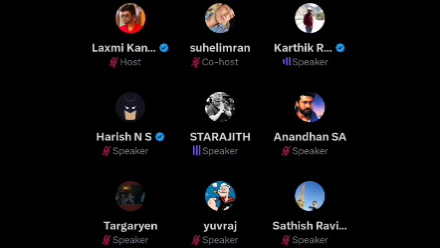 Laxmi Kan... suhelimran Karthik R...
Host Co-host Speaker
Harish N S STARAJITH Anandhan SA
Speaker Speaker Speaker
Targaryen yuvraj Sathish Ravi...
Speaker Speaker Speaker